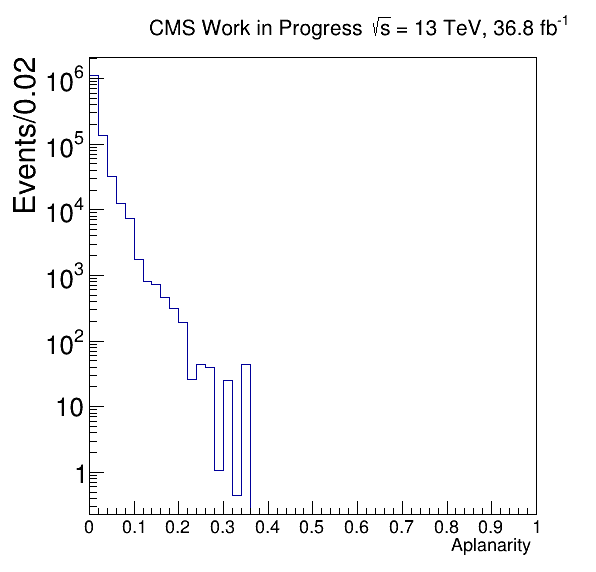 CMS Work in Progress √s = 13 TeV, 36.8 fb⁻¹
Events/0.02
10⁶
10⁵
10⁴
10³
10²
10
1
0 0.1 0.2 0.3 0.4 0.5 0.6 0.7 0.8 0.9 1
Aplanarity